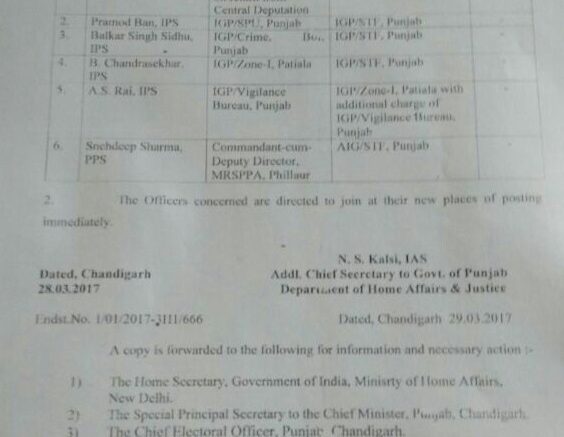 Central Deputation
2. Pramod Ban, IPS IGP/SPU, Punjab IGP/STF, Punjab
3. Balkar Singh Sidhu, IGP/Crime, IGP/STF, Punjab
IPS Punjab
4. B. Chandrasekhar, IGP/Zone-I, Patiala IGP/STF, Punjab
IPS
5. A.S. Rai, IPS IGP/Vigilance IGP/Zone-I, Patiala with
Bureau, Punjab additional charge of
IGP/Vigilance Bureau,
Punjab
6. Snehdeep Sharma, Commandant-cum- AIG/STF, Punjab
PPS Deputy Director,
MRSPPA, Phillaur
2. The Officers concerned are directed to join at their new places of posting
immediately.
N. S. Kalsi, IAS
Dated, Chandigarh Addl. Chief Secretary to Govt. of Punjab
28.03.2017 Department of Home Affairs & Justice
Endst.No. 1/01/2017-3H1/666 Dated, Chandigarh 29.03.2017
A copy is forwarded to the following for information and necessary action :-
1) The Home Secretary, Government of India, Minisrty of Home Affairs,
New Delhi.
2) The Special Principal Secretary to the Chief Minister, Punjab, Chandigarh.
3) The Chief Electoral Officer, Punjab Chandigarh.